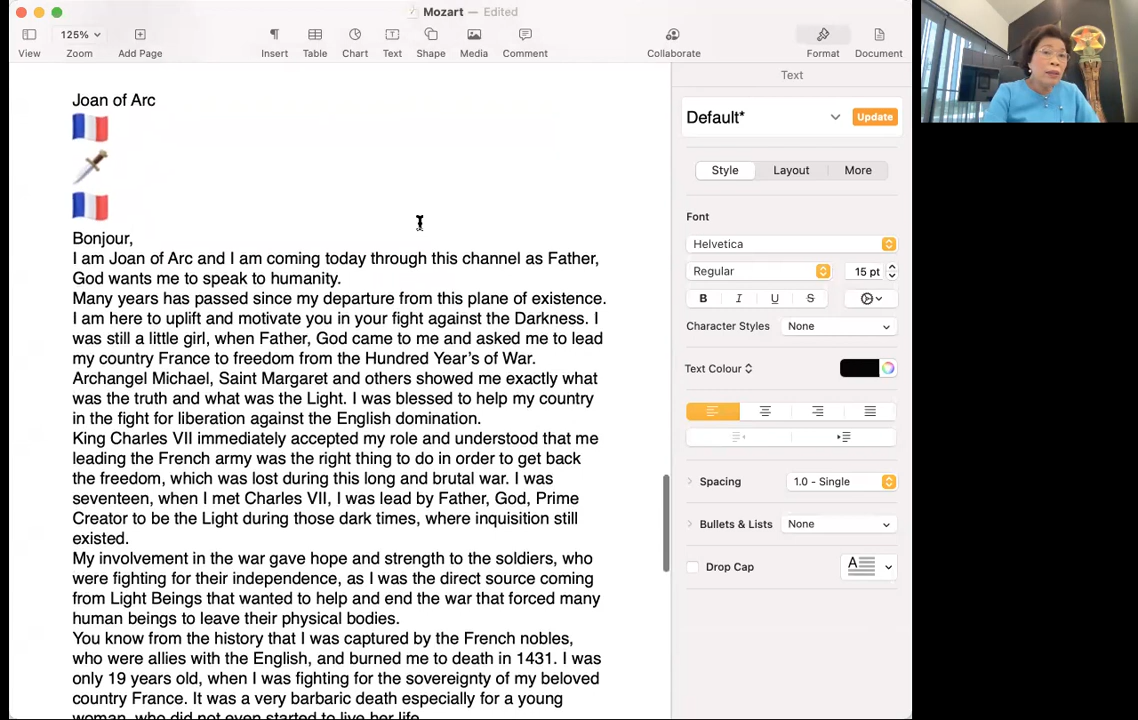 Mozart — Edited
View
125%
Zoom
Add Page
Insert
Table
Chart
Text
Shape
Media
Comment
Collaborate
Format
Document
Joan of Arc
Bonjour,
I am Joan of Arc and I am coming today through this channel as Father,
God wants me to speak to humanity.
Many years has passed since my departure from this plane of existence.
I am here to uplift and motivate you in your fight against the Darkness. I
was still a little girl, when Father, God came to me and asked me to lead
my country France to freedom from the Hundred Year's of War.
Archangel Michael, Saint Margaret and others showed me exactly what
was the truth and what was the Light. I was blessed to help my country
in the fight for liberation against the English domination.
King Charles VII immediately accepted my role and understood that me
leading the French army was the right thing to do in order to get back
the freedom, which was lost during this long and brutal war. I was
seventeen, when I met Charles VII, I was lead by Father, God, Prime
Creator to be the Light during those dark times, where inquisition still
existed.
My involvement in the war gave hope and strength to the soldiers, who
were fighting for their independence, as I was the direct source coming
from Light Beings that wanted to help and end the war that forced many
human beings to leave their physical bodies.
You know from the history that I was captured by the French nobles,
who were allies with the English, and burned me to death in 1431. I was
only 19 years old, when I was fighting for the sovereignty of my beloved
country France. It was a very barbaric death especially for a young
woman, who did not even started to live her life.
Text
Default*
Update
Style
Layout
More
Font
Helvetica
Regular
15 pt
B I U S
Character Styles
None
Text Colour
Spacing
1.0 - Single
Bullets & Lists
None
Drop Cap
A